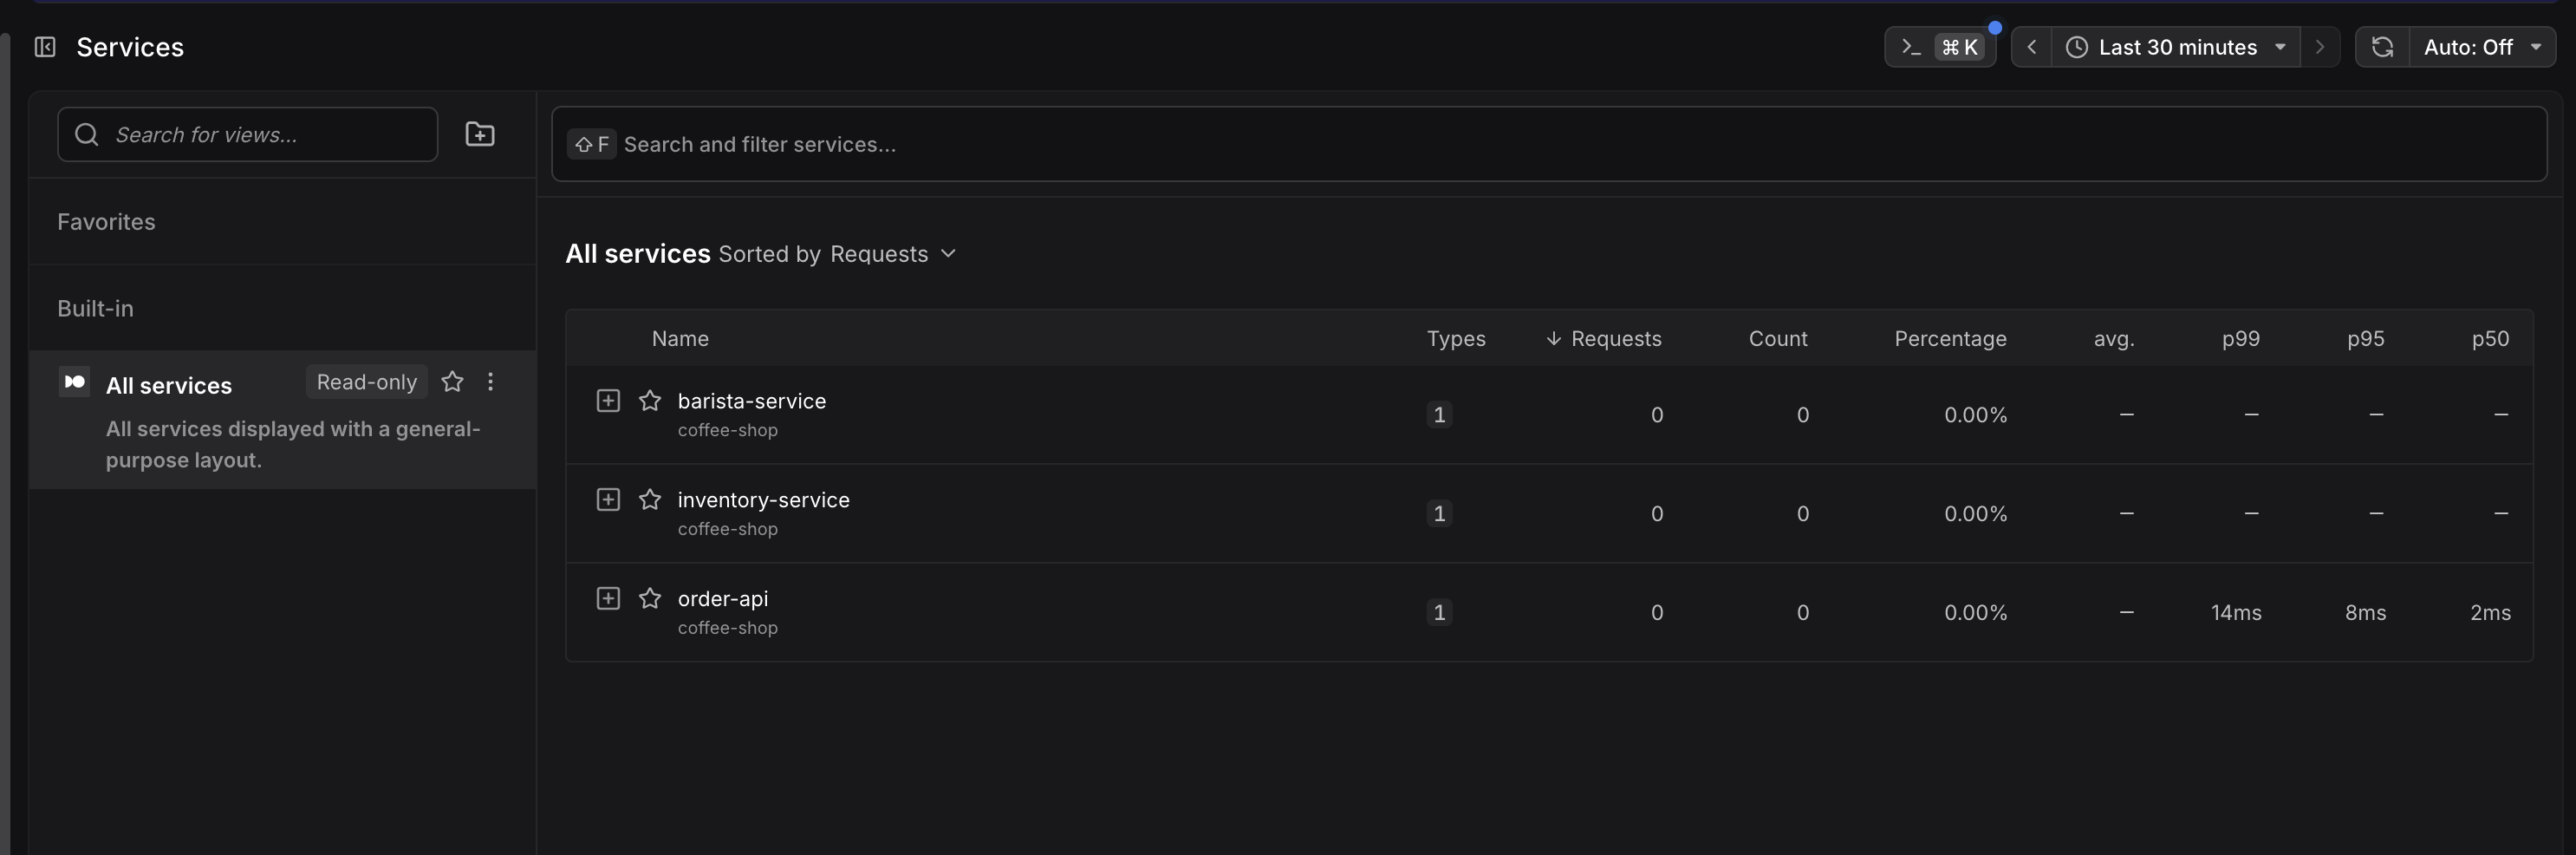 Services
⌘ K
Last 30 minutes
Auto: Off
Search for views...
Favorites
Built-in
All services
Read-only
All services displayed with a general-
purpose layout.
⇧ F Search and filter services...
All services Sorted by Requests
Name Types ↓ Requests Count Percentage avg. p99 p95 p50
barista-service
coffee-shop
1 0 0 0.00% – – – –
inventory-service
coffee-shop
1 0 0 0.00% – – – –
order-api
coffee-shop
1 0 0 0.00% – 14ms 8ms 2ms